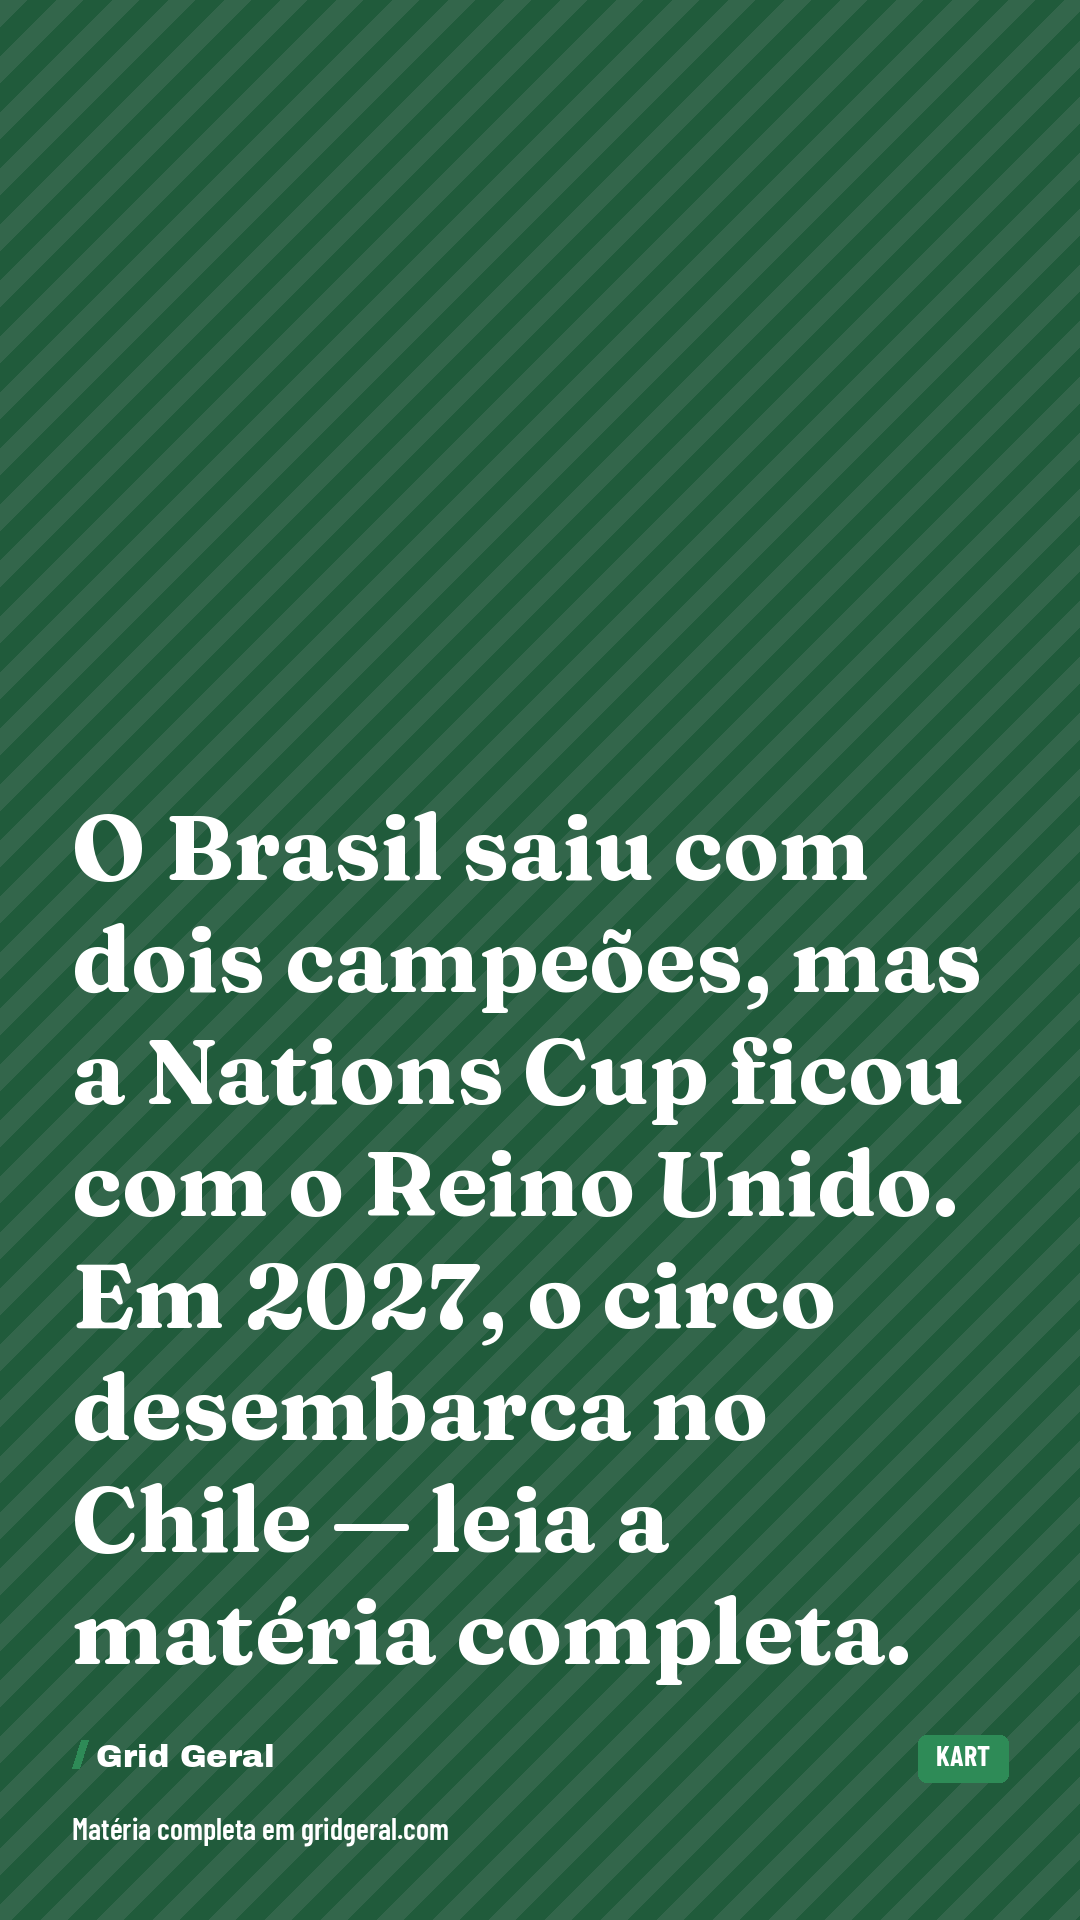 O Brasil saiu com
dois campeões, mas
a Nations Cup ficou
com o Reino Unido.
Em 2027, o circo
desembarca no
Chile — leia a
matéria completa.
/ Grid Geral
KART
Matéria completa em gridgeral.com